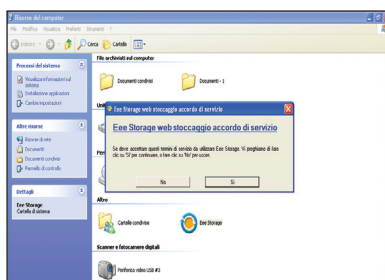 Risorse del computer
File Modifica Visualizza Preferiti Strumenti ?
Indietro Cerca Cartelle
File archiviati sul computer
Processi del sistema
Visualizza informazioni sul
sistema
Installazione applicazioni
Cambia impostazioni
Documenti condivisi
Documenti - 1
Eee Storage web stoccaggio accordo di servizio
Eee Storage web stoccaggio accordo di servizio
Se deve accettare questi termini di servizio da utilizzare Eee Storage. Vi preghiamo di fare
clic su 'Sì' per continuare, o fare clic su 'No' per uscire.
No
Sì
Altre risorse
Risorse di rete
Documenti
Documenti condivisi
Pannello di controllo
Dettagli
Eee Storage
Cartella di sistema
Altro
Cartelle condivise
Eee Storage
Scanner e fotocamere digitali
Periferica video USB #3